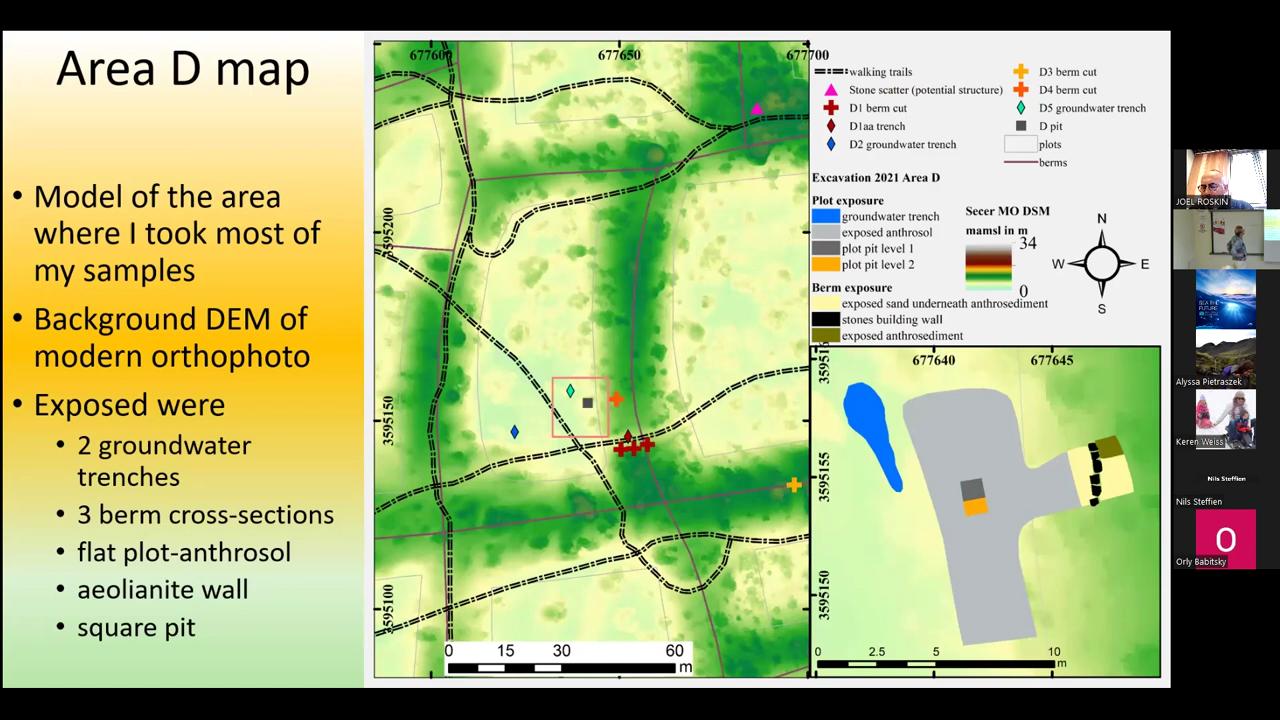 Area D map
• Model of the area
where I took most of
my samples
• Background DEM of
modern orthophoto
• Exposed were
• 2 groundwater
trenches
• 3 berm cross-sections
• flat plot-anthrosol
• aeolianite wall
• square pit
677600
677650
677700
3595200
3595150
3595100
0 15 30 60
m
walking trails
Stone scatter (potential structure)
D1 berm cut
D1aa trench
D2 groundwater trench
D3 berm cut
D4 berm cut
D5 groundwater trench
D pit
plots
berms
Excavation 2021 Area D
Plot exposure
groundwater trench
exposed anthrosol
plot pit level 1
plot pit level 2
Berm exposure
exposed sand underneath anthrosediment
stones building wall
exposed anthrosediment
Secer MO DSM
mamsl in m
34
0
N
W E
S
677640
677645
3595155
3595150
0 2.5 5 10
m
JOEL ROSKIN
Alyssa Pietraszek
Keren Weiss
Nils Steffien
Nils Steffien
O
Orly Babitsky